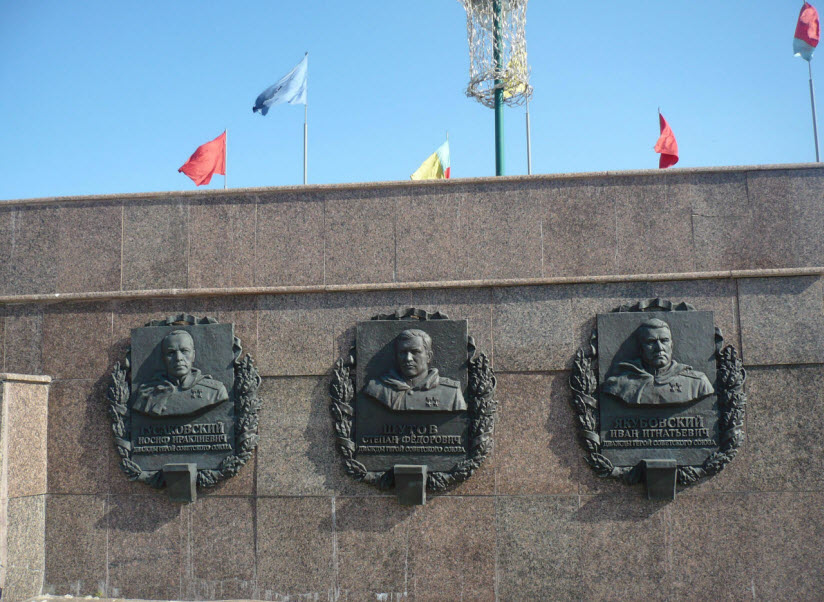 ГУСАКОВСКИЙ
ИОСИФ ИРАКЛИЕВИЧ
ДВАЖДЫ ГЕРОЙ СОВЕТСКОГО СОЮЗА
ШУТОВ
СТЕПАН ФЁДОРОВИЧ
ДВАЖДЫ ГЕРОЙ СОВЕТСКОГО СОЮЗА
ЯКУБОВСКИЙ
ИВАН ИГНАТЬЕВИЧ
ДВАЖДЫ ГЕРОЙ СОВЕТСКОГО СОЮЗА